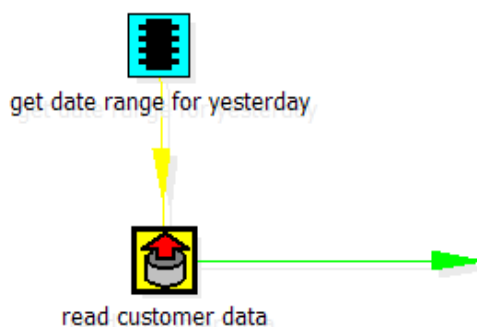 get date range for yesterday
read customer data